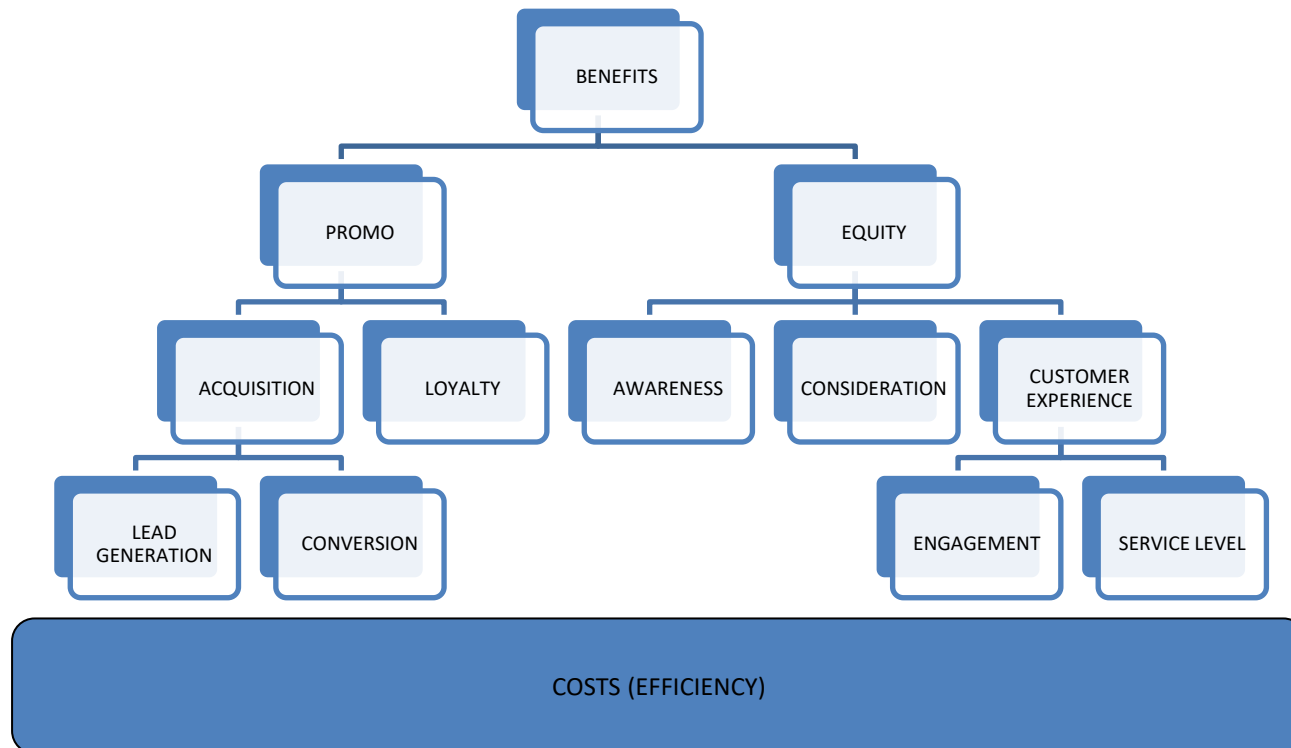 BENEFITS
PROMO
EQUITY
ACQUISITION
LOYALTY
AWARENESS
CONSIDERATION
CUSTOMER
EXPERIENCE
LEAD
GENERATION
CONVERSION
ENGAGEMENT
SERVICE LEVEL
COSTS (EFFICIENCY)